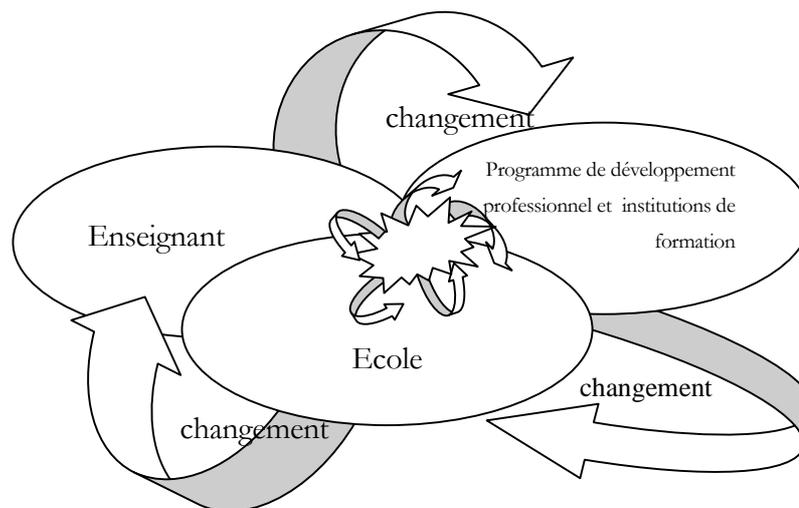 changement
Programme de développement
professionnel et institutions de
formation
Enseignant
Ecole
changement
changement